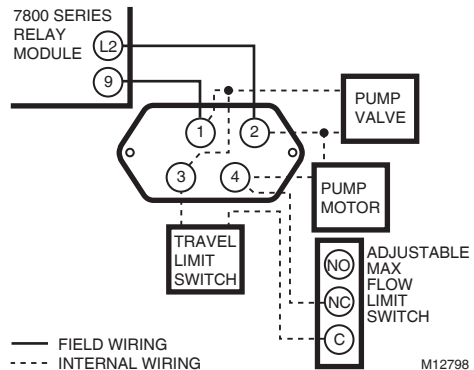 7800 SERIES
RELAY
MODULE
L2
9
1
2
3
4
PUMP
VALVE
PUMP
MOTOR
TRAVEL
LIMIT
SWITCH
NO
NC
C
ADJUSTABLE
MAX
FLOW
LIMIT
SWITCH
FIELD WIRING
INTERNAL WIRING
M12798